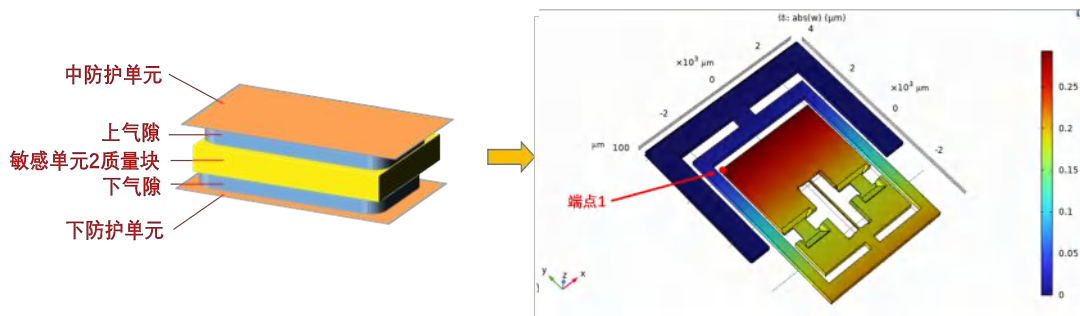 中防护单元
上气隙
敏感单元2质量块
下气隙
下防护单元
体: abs(w) (μm)
4
2
×10³ μm
0
-2
2
×10³ μm
0
-2
μm 100
端点1
0.25
0.2
0.15
0.1
0.05
0
y
z
x